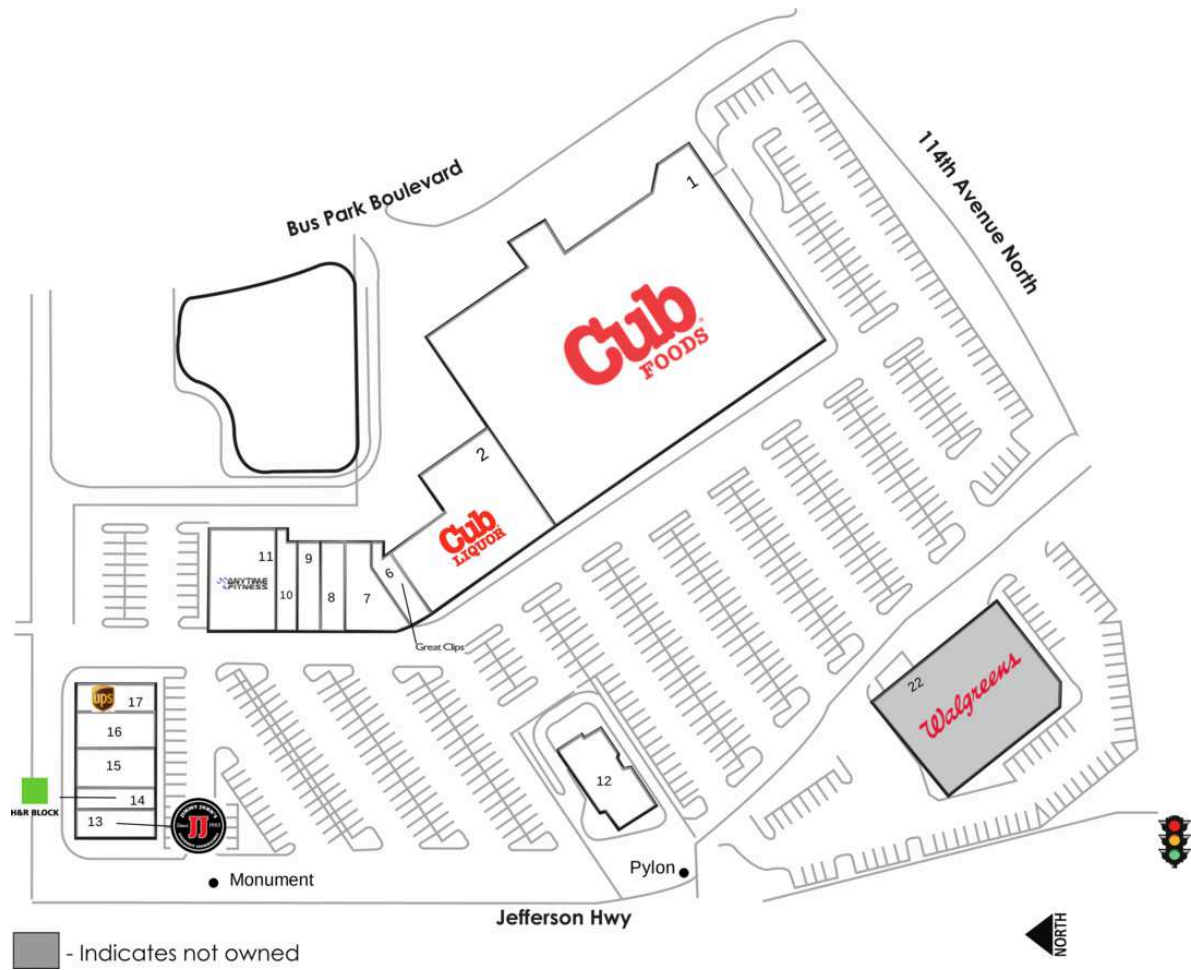 Bus Park Boulevard
114th Avenue North
1
Cub
FOODS
2
Cub
LIQUOR
11
ANYTIME
FITNESS
10
9
8
7
6
Great Clips
22
Walgreens
ups
17
16
15
14
13
H&R BLOCK
JIMMY JOHN'S
JJ
12
Monument
Pylon
Jefferson Hwy
NORTH
- Indicates not owned